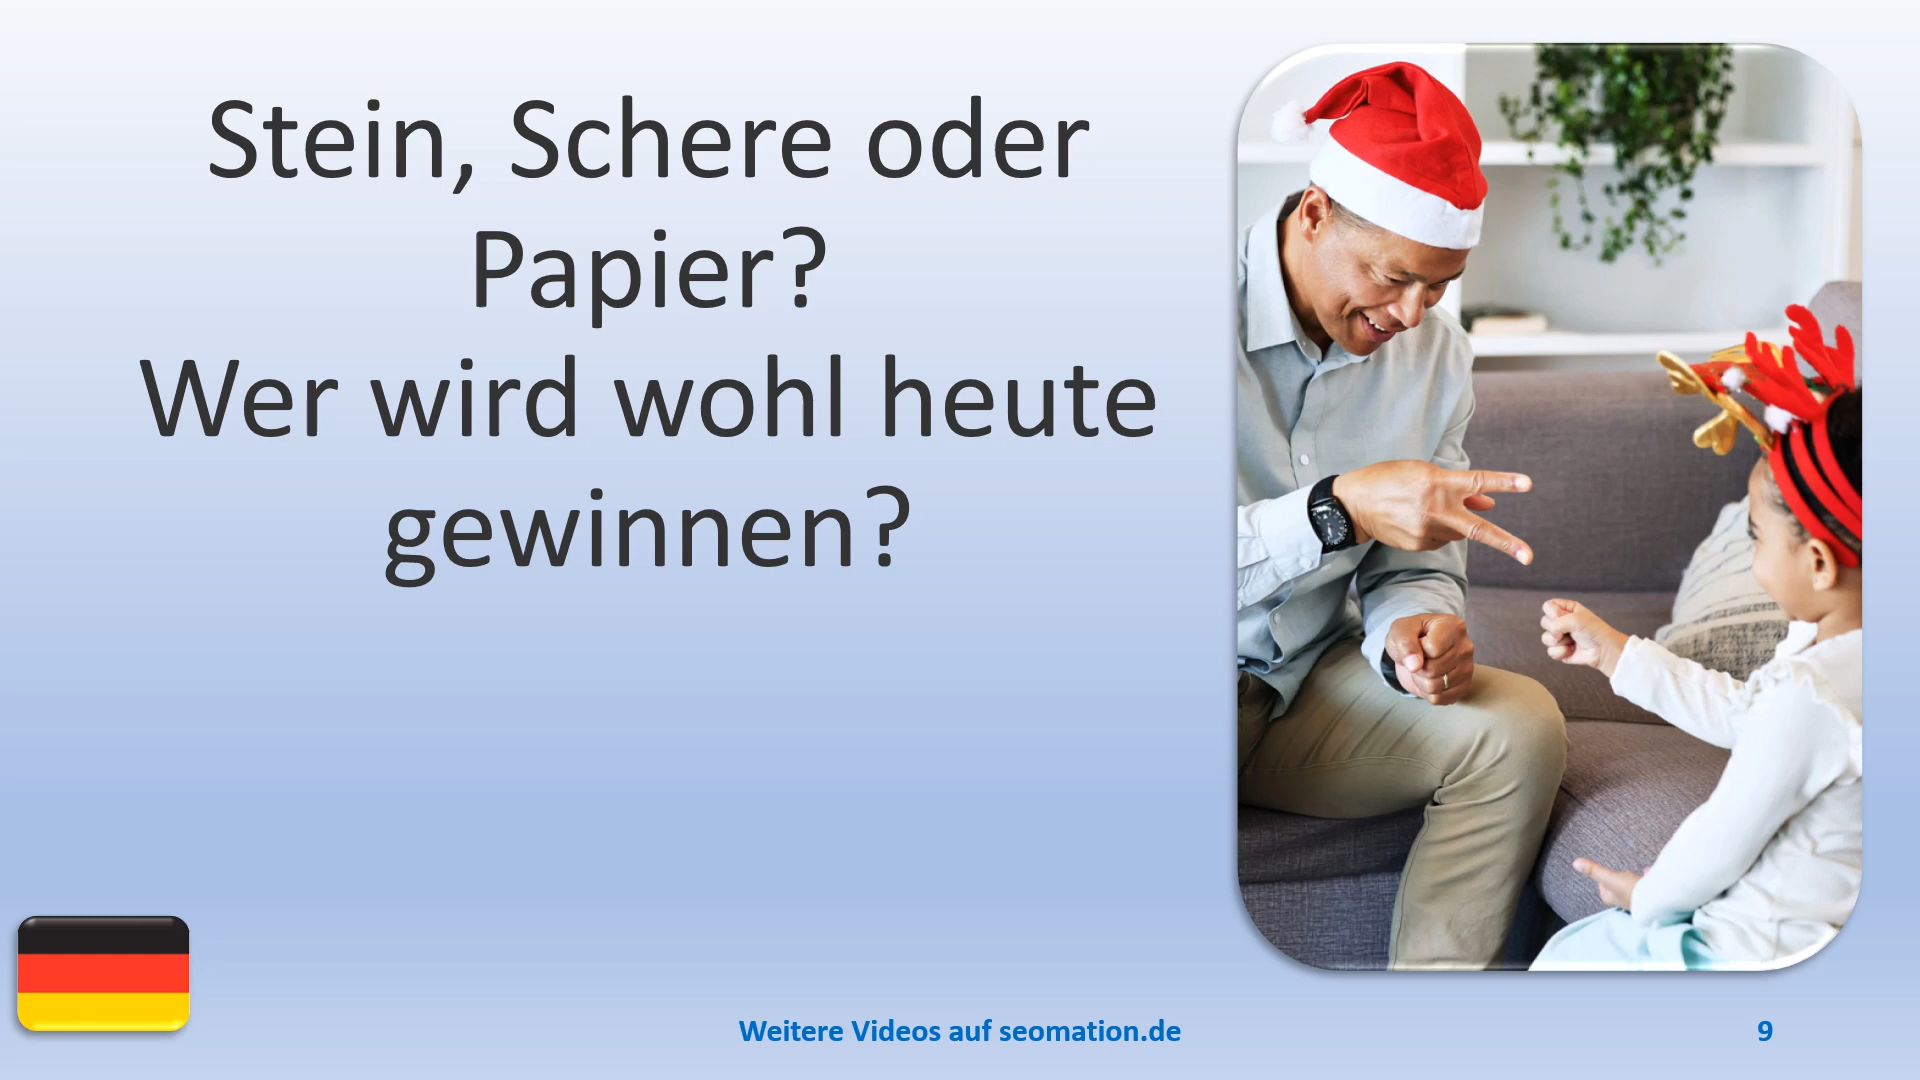 Stein, Schere oder
Papier?
Wer wird wohl heute
gewinnen?
Weitere Videos auf seomation.de
9